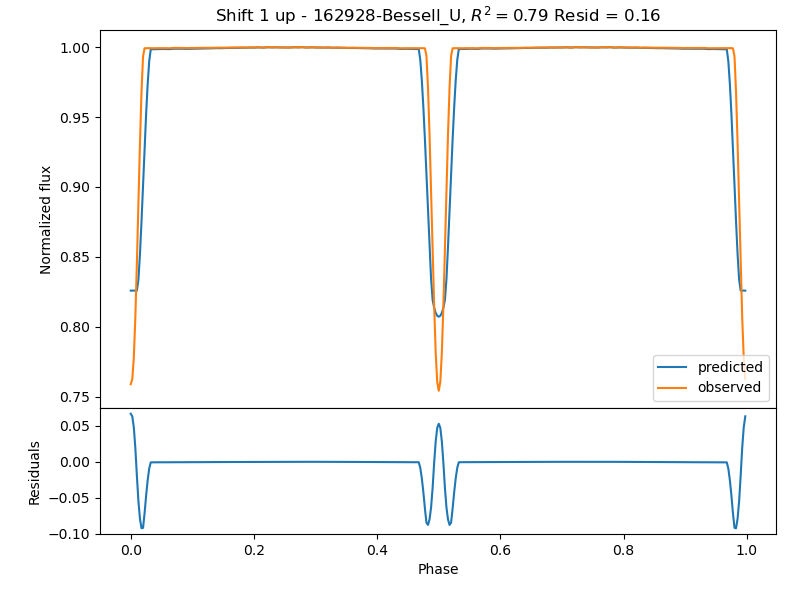 Shift 1 up - 162928-Bessell_U, R² = 0.79 Resid = 0.16
1.00
0.95
0.90
0.85
0.80
0.75
Normalized flux
predicted
observed
0.05
0.00
−0.05
−0.10
Residuals
0.0 0.2 0.4 0.6 0.8 1.0
Phase